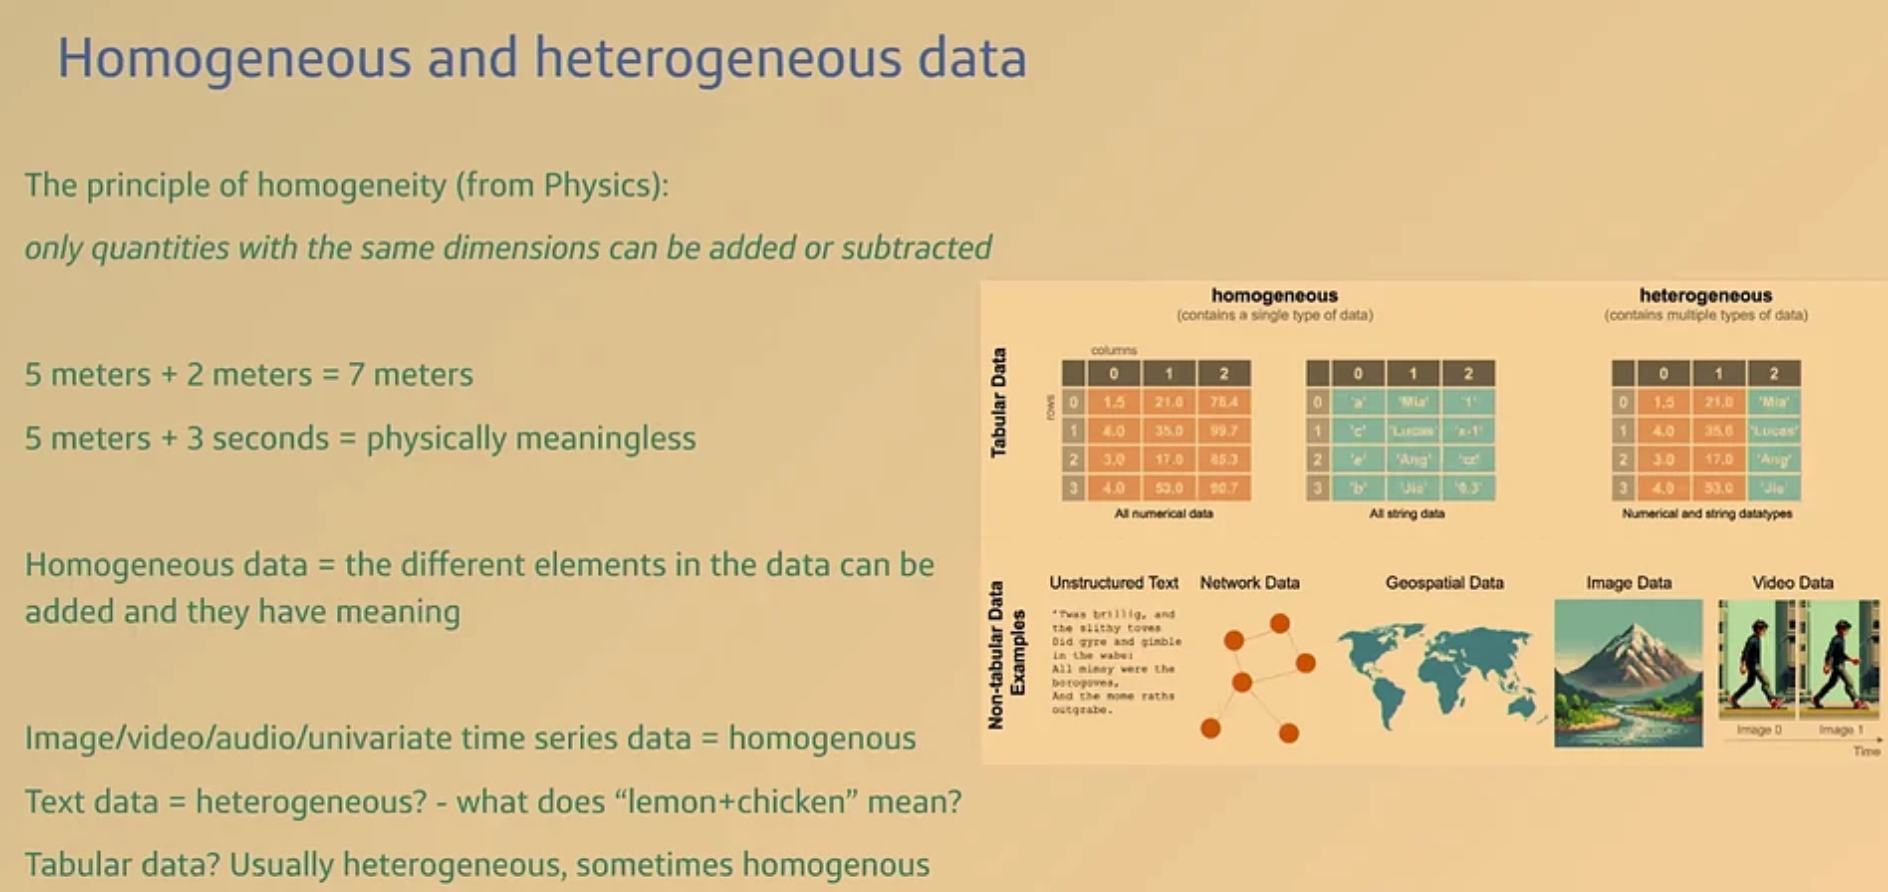 Homogeneous and heterogeneous data
The principle of homogeneity (from Physics):
only quantities with the same dimensions can be added or subtracted
5 meters + 2 meters = 7 meters
5 meters + 3 seconds = physically meaningless
Homogeneous data = the different elements in the data can be
added and they have meaning
Image/video/audio/univariate time series data = homogenous
Text data = heterogeneous? - what does “lemon+chicken” mean?
Tabular data? Usually heterogeneous, sometimes homogenous
homogeneous
(contains a single type of data)
heterogeneous
(contains multiple types of data)
Tabular Data
columns
rows
0 1 2
0 1.5 21.0 78.4
1 4.0 35.0 99.7
2 3.0 17.0 65.3
3 4.0 53.0 90.7
All numerical data
0 1 2
0 'a' 'Mia' '1'
1 'c' 'Lucas' 'x-1'
2 'e' 'Ang' 'zz'
3 'b' 'Jia' '0.3'
All string data
0 1 2
0 1.5 21.0 'Mia'
1 4.0 'Lucas'
2 3.0 17.0 'Ang'
3 4.0 53.0 'Jia'
Numerical and string datatypes
Non-tabular Data
Examples
Unstructured Text
"Twas brillig, and
the slithy toves
Did gyre and gimble
in the wabe:
All mimsy were the
borogoves,
And the mome raths
outgrabe.
Network Data
Geospatial Data
Image Data
Video Data
Image 0 Image 1
Time